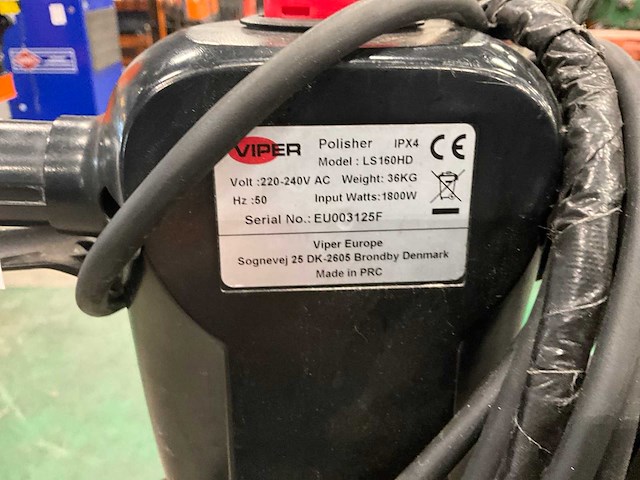 VIPER Polisher IPX4
Model : LS160HD CE
Volt :220-240V AC Weight: 36KG
Hz :50 Input Watts:1800W
Serial No.: EU003125F
Viper Europe
Sognevej 25 DK-2605 Brondby Denmark
Made in PRC